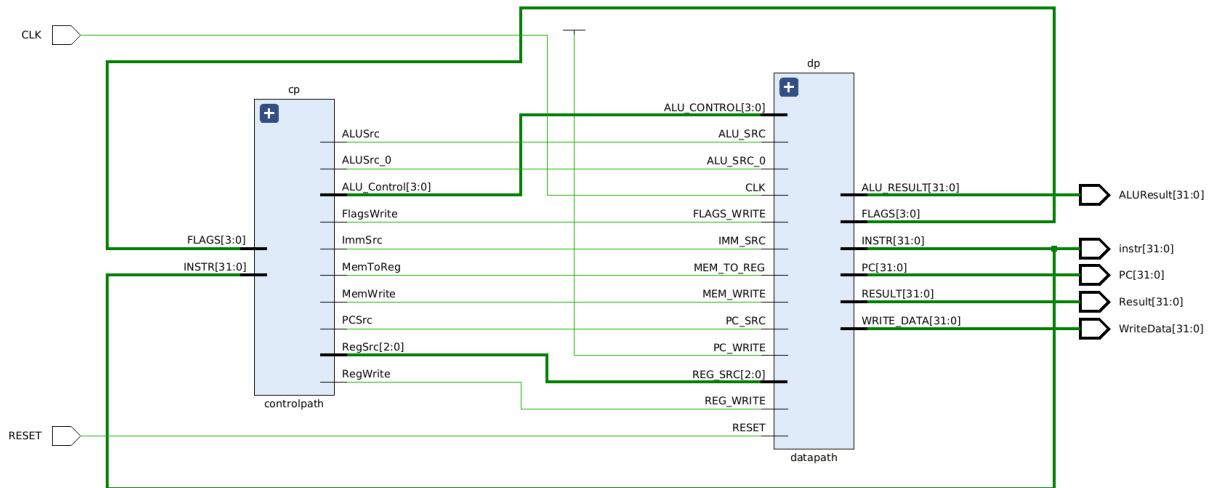 CLK
RESET
cp
FLAGS[3:0]
INSTR[31:0]
ALUSrc
ALUSrc_0
ALU_Control[3:0]
FlagsWrite
ImmSrc
MemToReg
MemWrite
PCSrc
RegSrc[2:0]
RegWrite
controlpath
dp
ALU_CONTROL[3:0]
ALU_SRC
ALU_SRC_0
CLK
FLAGS_WRITE
IMM_SRC
MEM_TO_REG
MEM_WRITE
PC_SRC
PC_WRITE
REG_SRC[2:0]
REG_WRITE
RESET
ALU_RESULT[31:0]
FLAGS[3:0]
INSTR[31:0]
PC[31:0]
RESULT[31:0]
WRITE_DATA[31:0]
datapath
ALUResult[31:0]
instr[31:0]
PC[31:0]
Result[31:0]
WriteData[31:0]